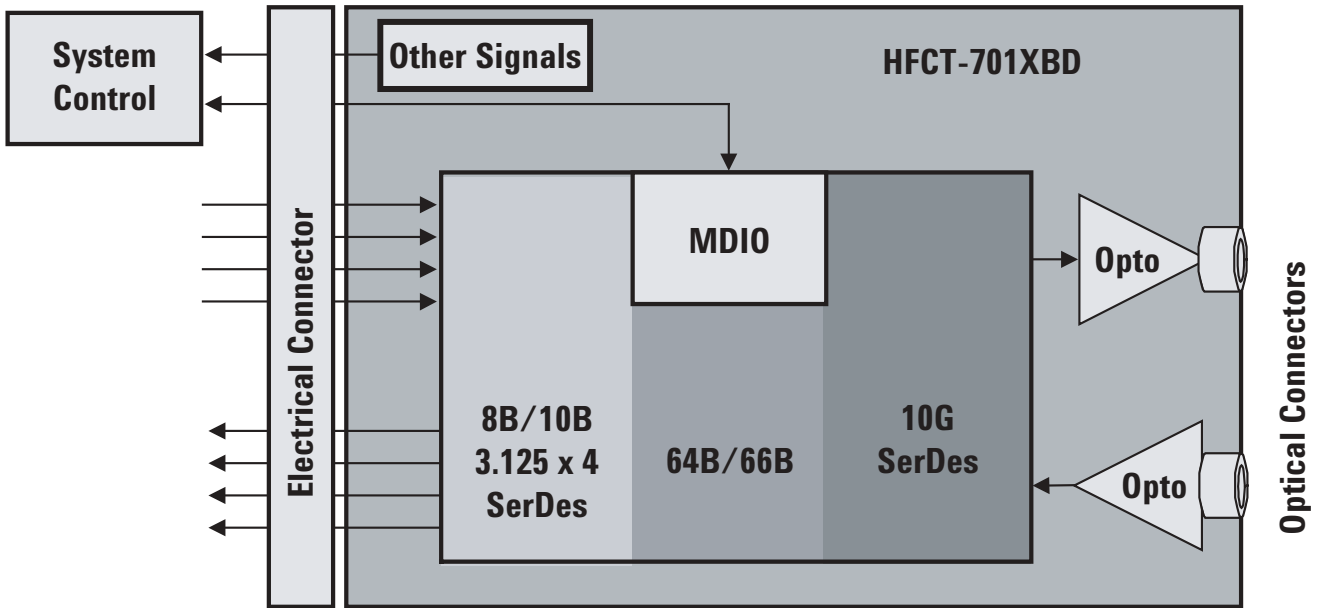 System
Control
Other Signals
HFCT-701XBD
Electrical Connector
MDIO
8B/10B
3.125 x 4
SerDes
64B/66B
10G
SerDes
Opto
Opto
Optical Connectors